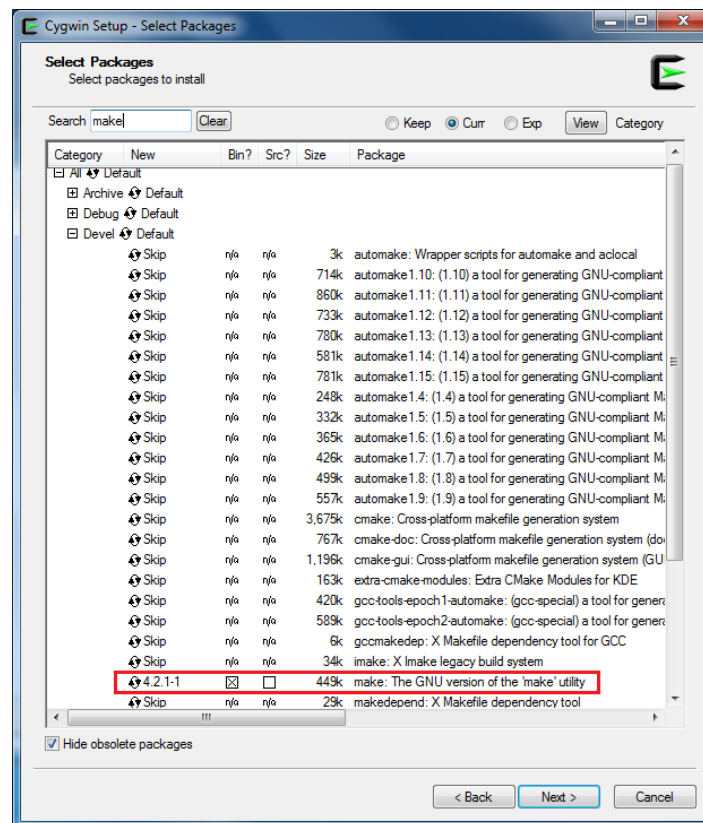 Cygwin Setup - Select Packages
Select Packages
Select packages to install
Search make Clear Keep Curr Exp View Category
Category New Bin? Src? Size Package
All Default
Archive Default
Debug Default
Devel Default
Skip n/a n/a 3k automake: Wrapper scripts for automake and aclocal
Skip n/a n/a 714k automake1.10: (1.10) a tool for generating GNU-compliant
Skip n/a n/a 860k automake1.11: (1.11) a tool for generating GNU-compliant
Skip n/a n/a 733k automake1.12: (1.12) a tool for generating GNU-compliant
Skip n/a n/a 780k automake1.13: (1.13) a tool for generating GNU-compliant
Skip n/a n/a 581k automake1.14: (1.14) a tool for generating GNU-compliant
Skip n/a n/a 781k automake1.15: (1.15) a tool for generating GNU-compliant
Skip n/a n/a 248k automake1.4: (1.4) a tool for generating GNU-compliant Ma
Skip n/a n/a 332k automake1.5: (1.5) a tool for generating GNU-compliant Ma
Skip n/a n/a 365k automake1.6: (1.6) a tool for generating GNU-compliant Ma
Skip n/a n/a 426k automake1.7: (1.7) a tool for generating GNU-compliant Ma
Skip n/a n/a 499k automake1.8: (1.8) a tool for generating GNU-compliant Ma
Skip n/a n/a 557k automake1.9: (1.9) a tool for generating GNU-compliant Ma
Skip n/a n/a 3,675k cmake: Cross-platform makefile generation system
Skip n/a n/a 767k cmake-doc: Cross-platform makefile generation system (do
Skip n/a n/a 1,196k cmake-gui: Cross-platform makefile generation system (GU
Skip n/a n/a 163k extra-cmake-modules: Extra CMake Modules for KDE
Skip n/a n/a 420k gcc-tools-epoch1-automake: (gcc-special) a tool for genera
Skip n/a n/a 589k gcc-tools-epoch2-automake: (gcc-special) a tool for genera
Skip n/a n/a 6k gccmakedep: X Makefile dependency tool for GCC
Skip n/a n/a 34k imake: X Imake legacy build system
4.2.1-1 449k make: The GNU version of the 'make' utility
Skip n/a n/a 29k makedepend: X Makefile dependency tool
Hide obsolete packages
< Back Next > Cancel